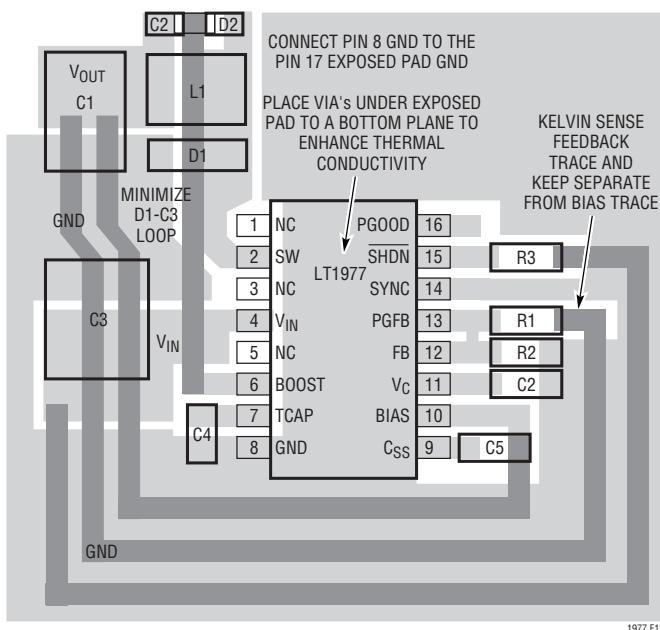 C2
D2
CONNECT PIN 8 GND TO THE
PIN 17 EXPOSED PAD GND
VOUT
C1
L1
PLACE VIA's UNDER EXPOSED
PAD TO A BOTTOM PLANE TO
ENHANCE THERMAL
CONDUCTIVITY
KELVIN SENSE
FEEDBACK
TRACE AND
KEEP SEPARATE
FROM BIAS TRACE
D1
MINIMIZE
D1-C3
LOOP
GND
C3
VIN
LT1977
1 NC
2 SW
3 NC
4 VIN
5 NC
6 BOOST
7 TCAP
8 GND
PGOOD 16
SHDN 15
SYNC 14
PGFB 13
FB 12
VC 11
BIAS 10
CSS 9
R3
R1
R2
C2
C4
C5
GND